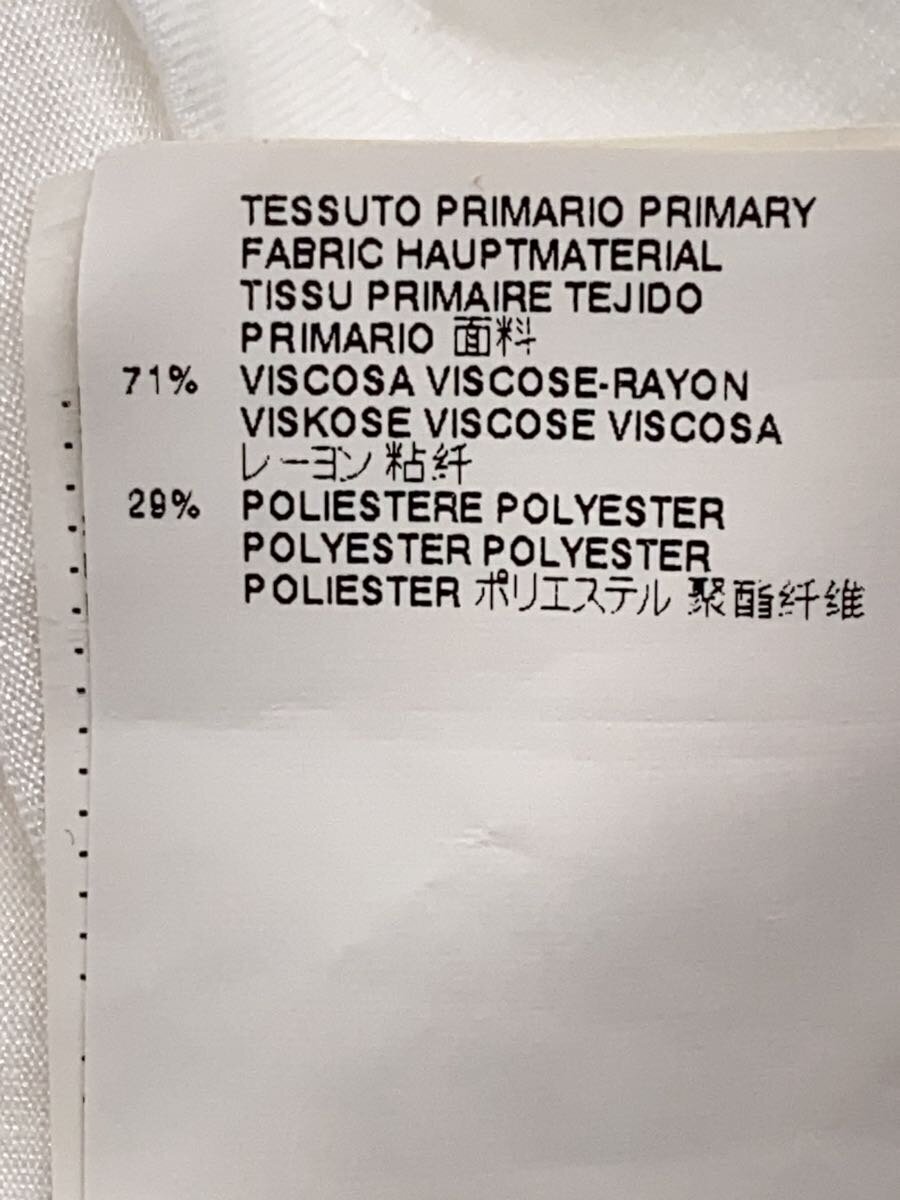 TESSUTO PRIMARIO PRIMARY
FABRIC HAUPTMATERIAL
TISSU PRIMAIRE TEJIDO
PRIMARIO 面料
71% VISCOSA VISCOSE-RAYON
VISKOSE VISCOSE VISCOSA
レーヨン 粘纤
29% POLIESTERE POLYESTER
POLYESTER POLYESTER
POLIESTER ポリエステル 聚酯纤维